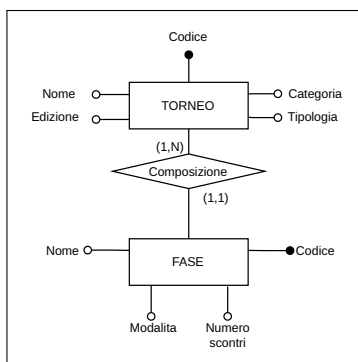 Codice
Nome
Categoria
TORNEO
Edizione
Tipologia
(1,N)
Composizione
(1,1)
Nome
FASE
Codice
Modalita
Numero
scontri